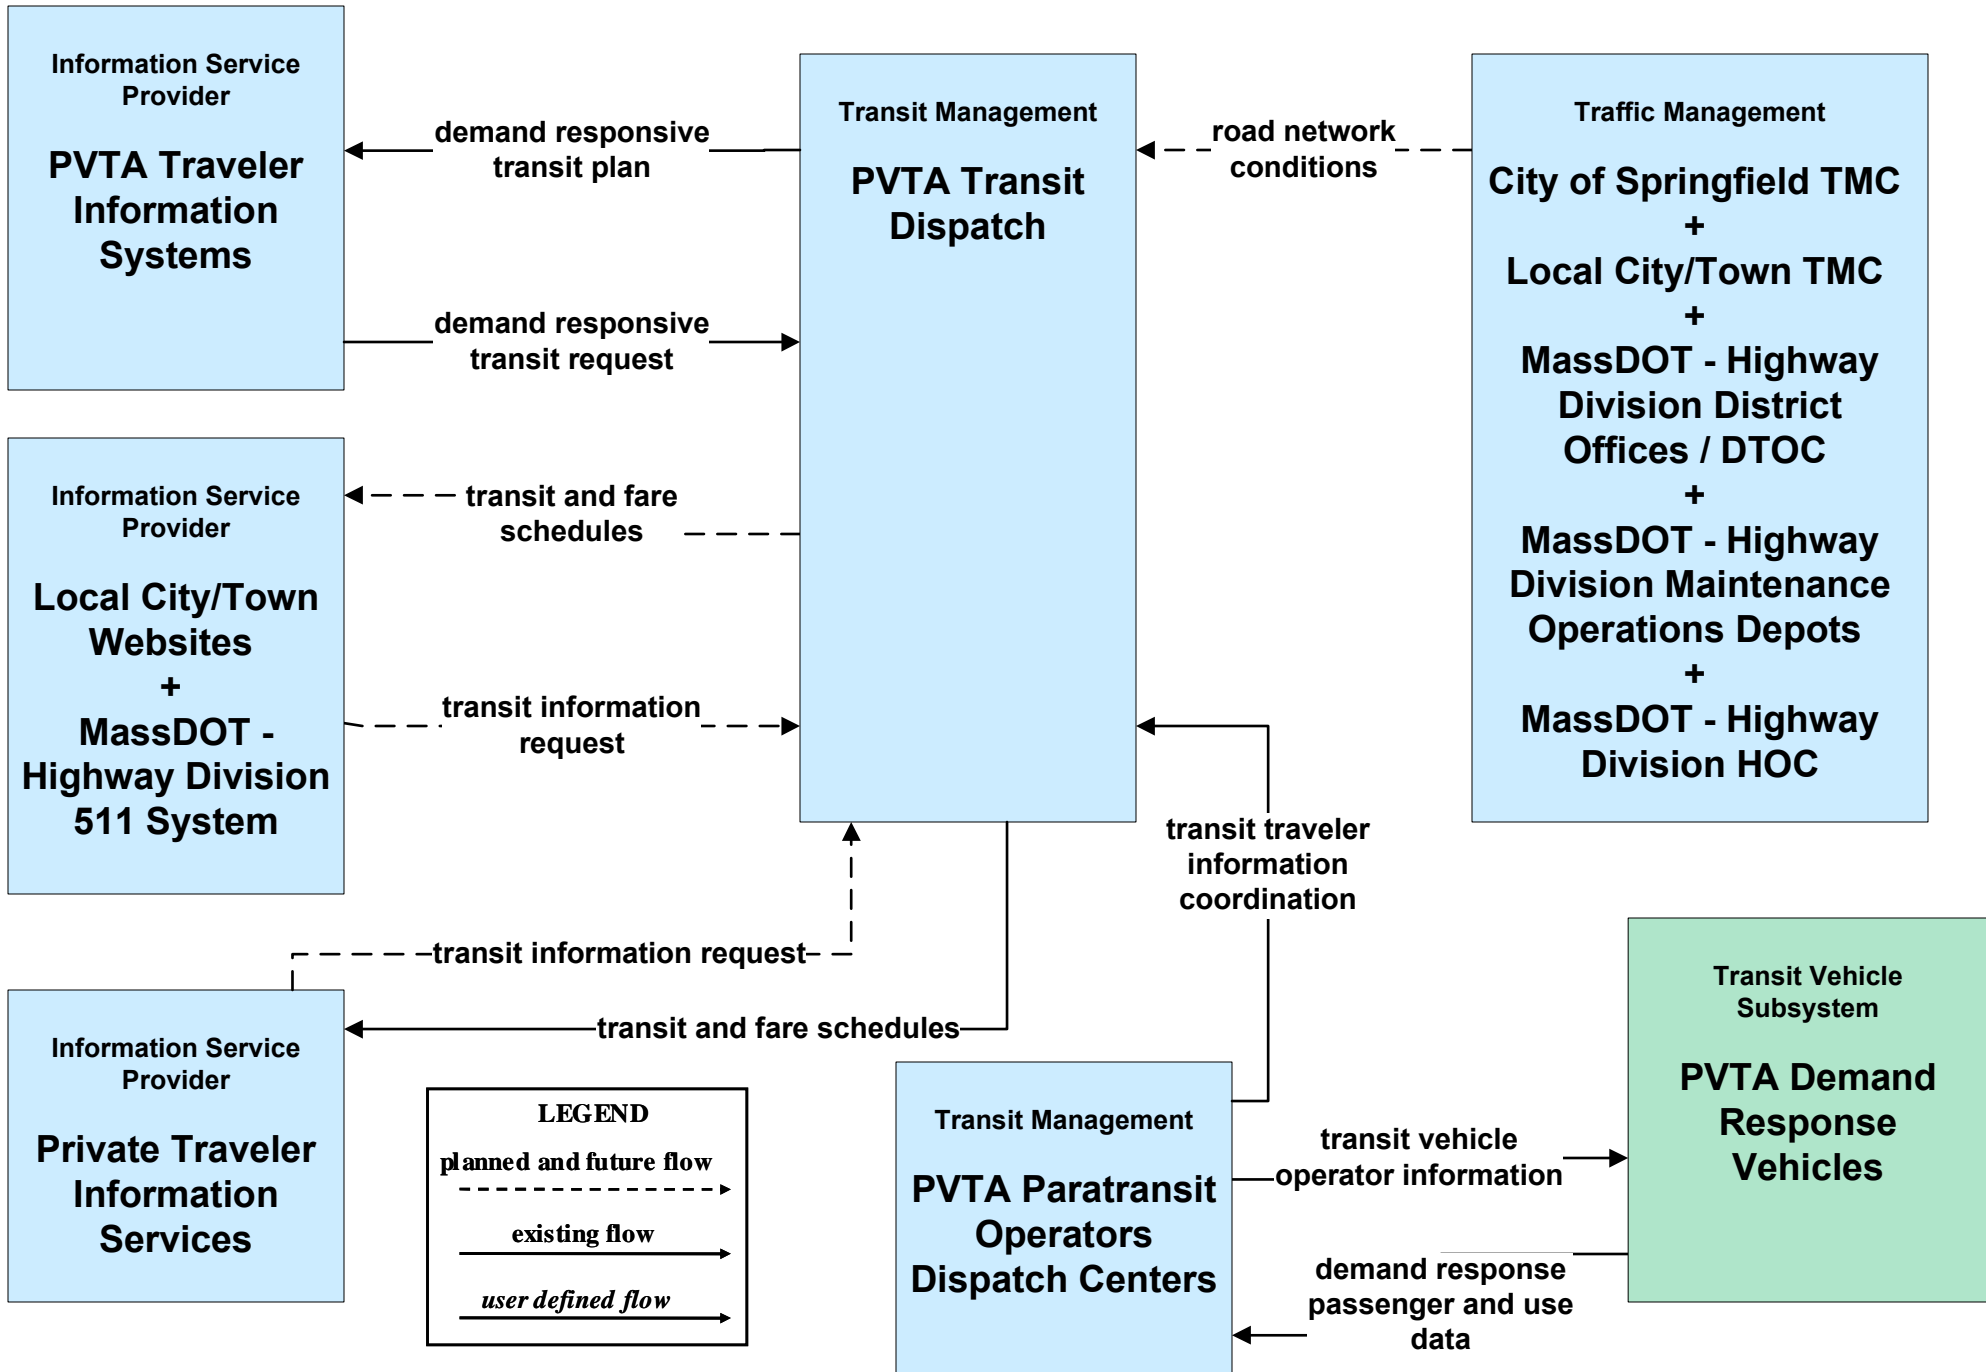 Information Service
Provider
PVTA Traveler
Information
Systems
demand responsive
transit plan
demand responsive
transit request
Transit Management
PVTA Transit
Dispatch
road network
conditions
Traffic Management
City of Springfield TMC
+
Local City/Town TMC
+
MassDOT - Highway
Division District
Offices / DTOC
+
MassDOT - Highway
Division Maintenance
Operations Depots
+
MassDOT - Highway
Division HOC
Information Service
Provider
Local City/Town
Websites
+
MassDOT -
Highway Division
511 System
transit and fare
schedules
transit information
request
transit traveler
information
coordination
transit information request
transit and fare schedules
Information Service
Provider
Private Traveler
Information
Services
LEGEND
planned and future flow
existing flow
user defined flow
Transit Management
PVTA Paratransit
Operators
Dispatch Centers
transit vehicle
operator information
demand response
passenger and use
data
Transit Vehicle
Subsystem
PVTA Demand
Response
Vehicles